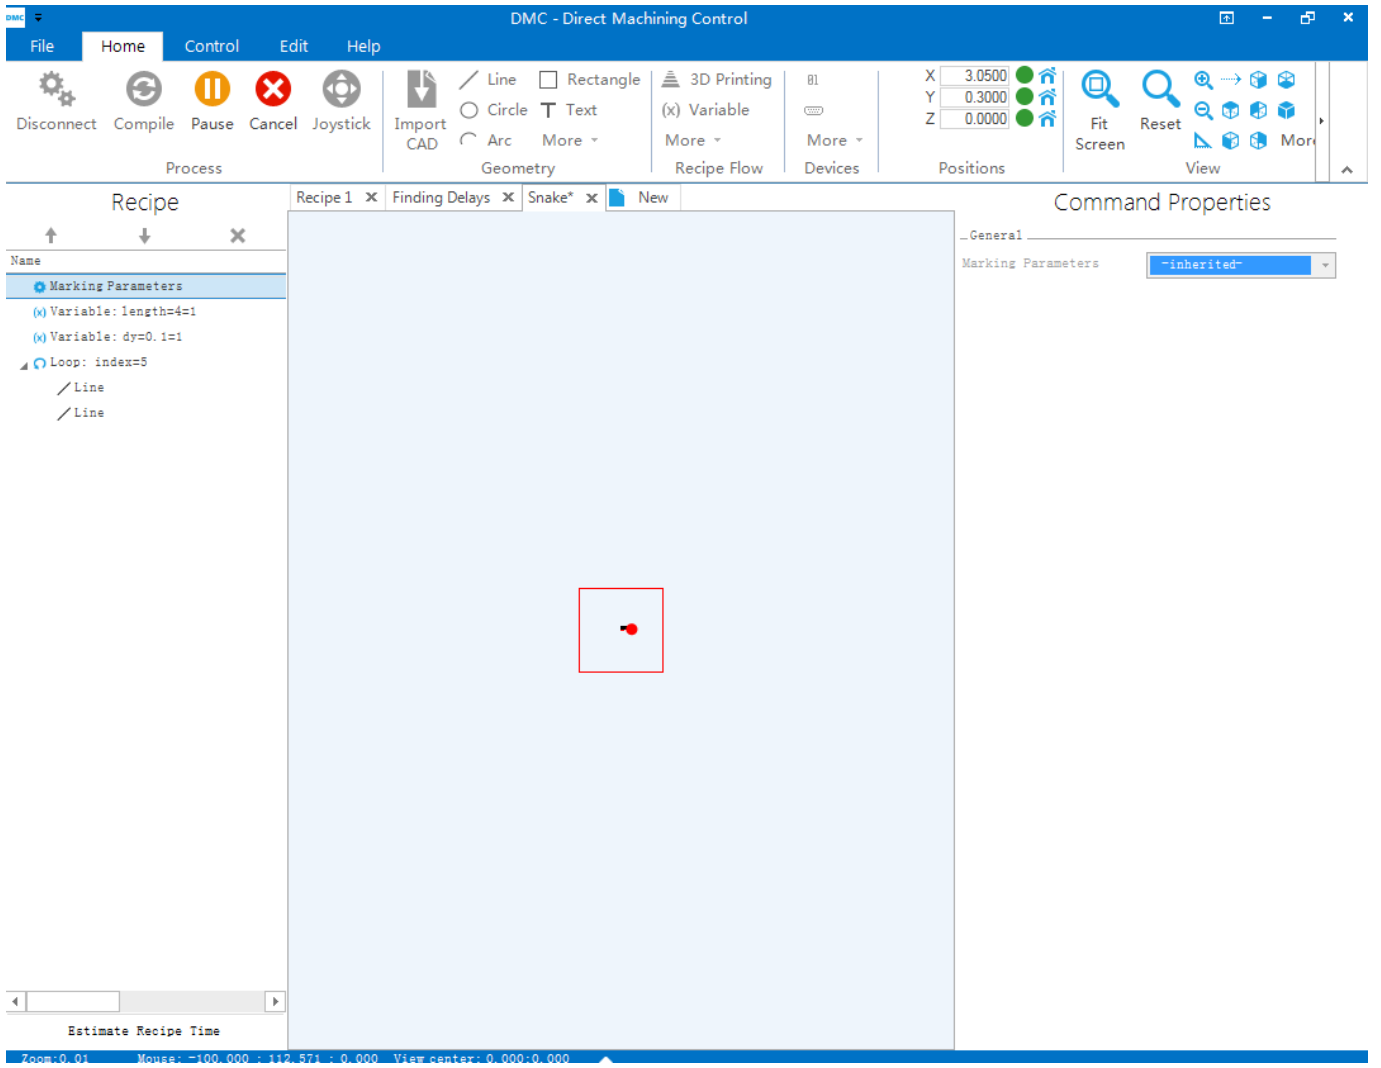 DMC
DMC - Direct Machining Control
File Home Control Edit Help
Disconnect Compile Pause Cancel Joystick
Process
Import CAD
Line Rectangle
Circle Text
Arc More
Geometry
3D Printing
(x) Variable
More
Recipe Flow
01
More
Devices
X 3.0500
Y 0.3000
Z 0.0000
Positions
Fit Screen
Reset
More
View
Recipe
Recipe 1 Finding Delays Snake* New
Command Properties
Name
Marking Parameters
(x) Variable: length=4=1
(x) Variable: dy=0.1=1
Loop: index=5
Line
Line
General
Marking Parameters -inherited-
Estimate Recipe Time
Zoom:0.01 Mouse: -100.000 : 112.571 : 0.000 View center: 0.000:0.000